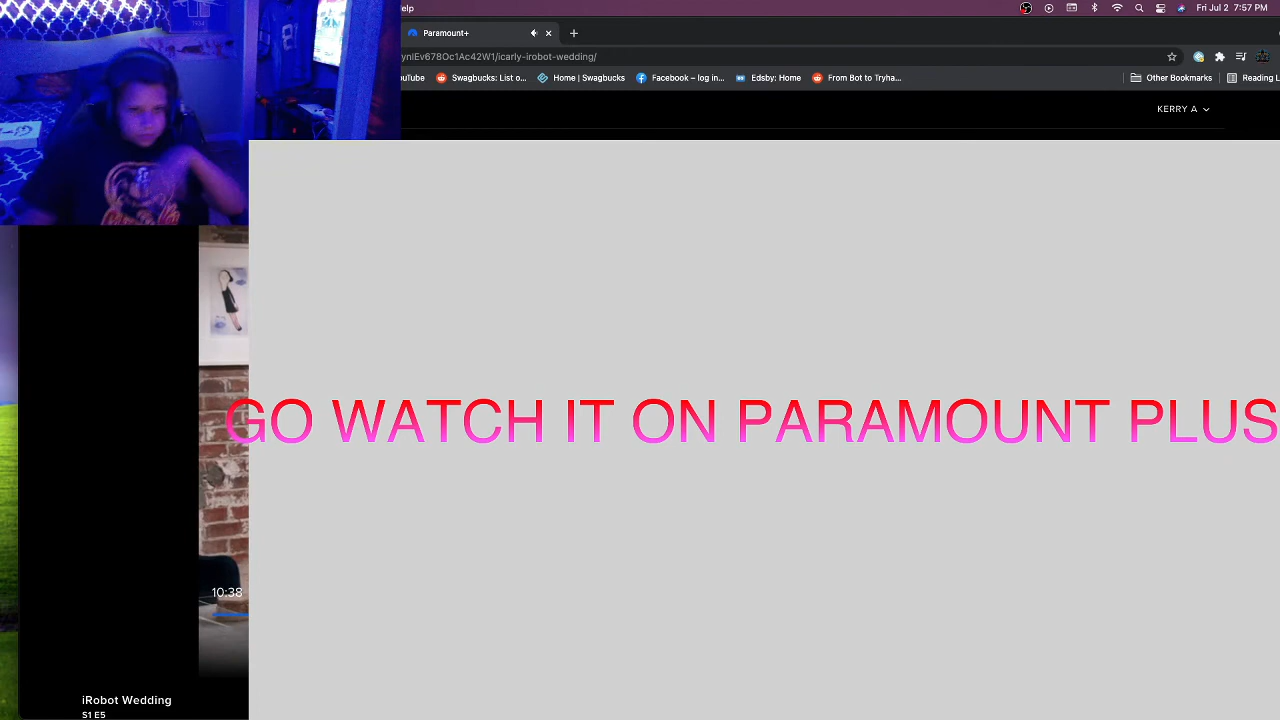 elp
Fri Jul 2 7:57 PM
Paramount+
ynIEv678Oc1Ac42W1/icarly-irobot-wedding/
uTube
Swagbucks: List o...
Home | Swagbucks
Facebook – log in...
Edsby: Home
From Bot to Tryha...
Other Bookmarks
Reading L
KERRY A
GO WATCH IT ON PARAMOUNT PLUS
10:38
iRobot Wedding
S1 E5